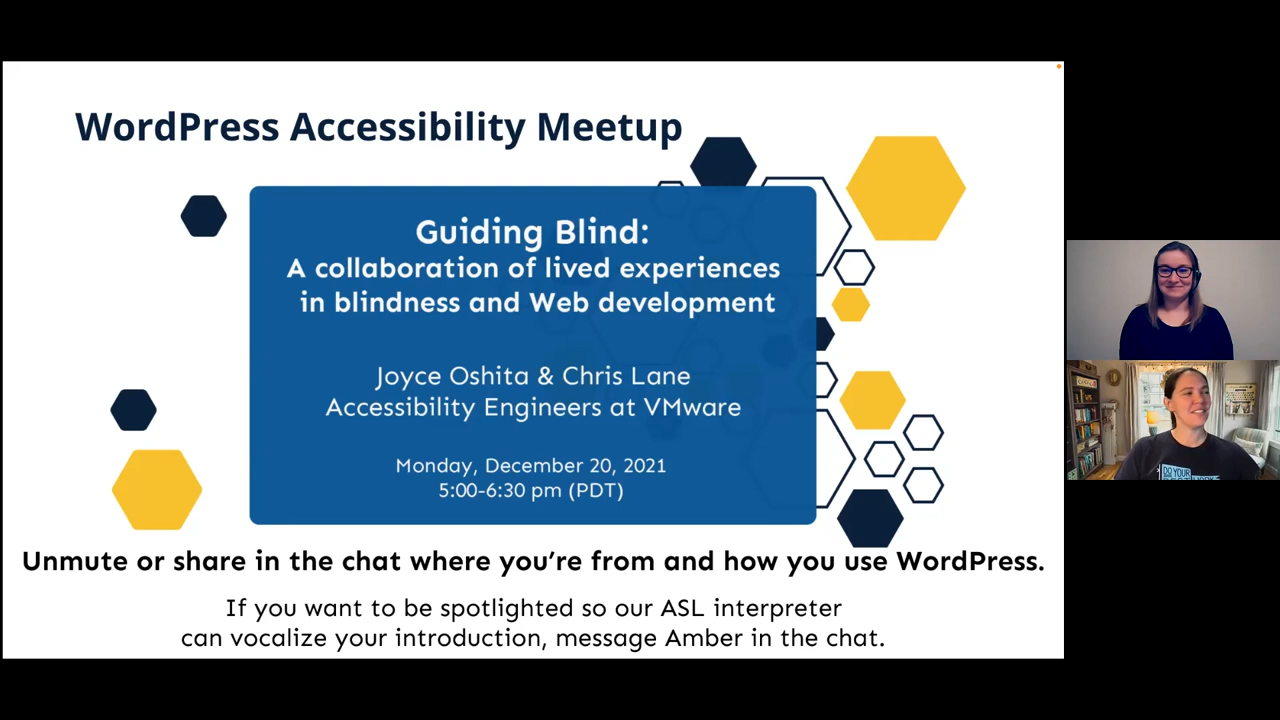 WordPress Accessibility Meetup
Guiding Blind:
A collaboration of lived experiences
in blindness and Web development
Joyce Oshita & Chris Lane
Accessibility Engineers at VMware
Monday, December 20, 2021
5:00-6:30 pm (PDT)
Unmute or share in the chat where you’re from and how you use WordPress.
If you want to be spotlighted so our ASL interpreter
can vocalize your introduction, message Amber in the chat.
DO YOUR